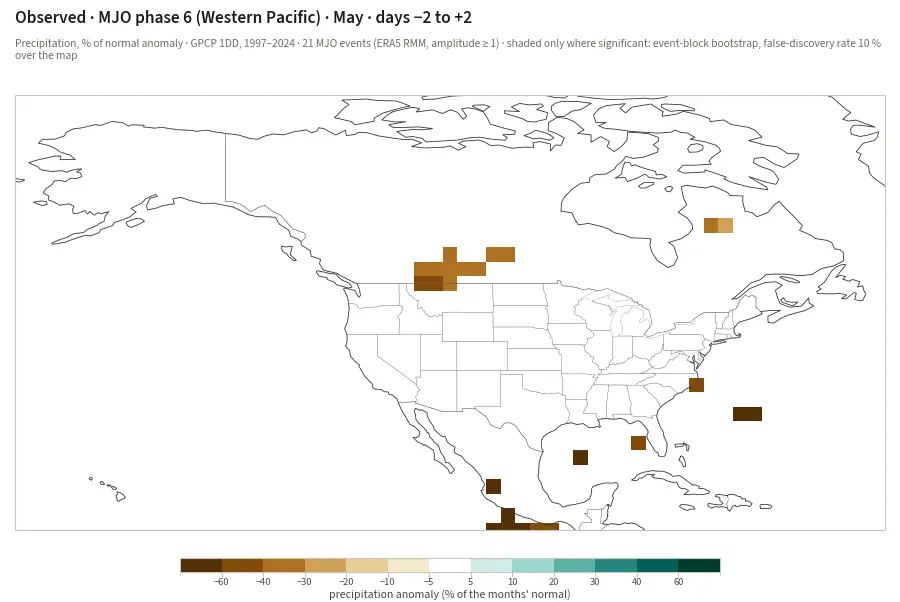 Observed · MJO phase 6 (Western Pacific) · May · days −2 to +2
Precipitation, % of normal anomaly · GPCP 1DD, 1997–2024 · 21 MJO events (ERA5 RMM, amplitude ≥ 1) · shaded only where significant: event-block bootstrap, false-discovery rate 10 %
over the map
−60 −40 −30 −20 −10 −5 5 10 20 30 40 60
precipitation anomaly (% of the months' normal)